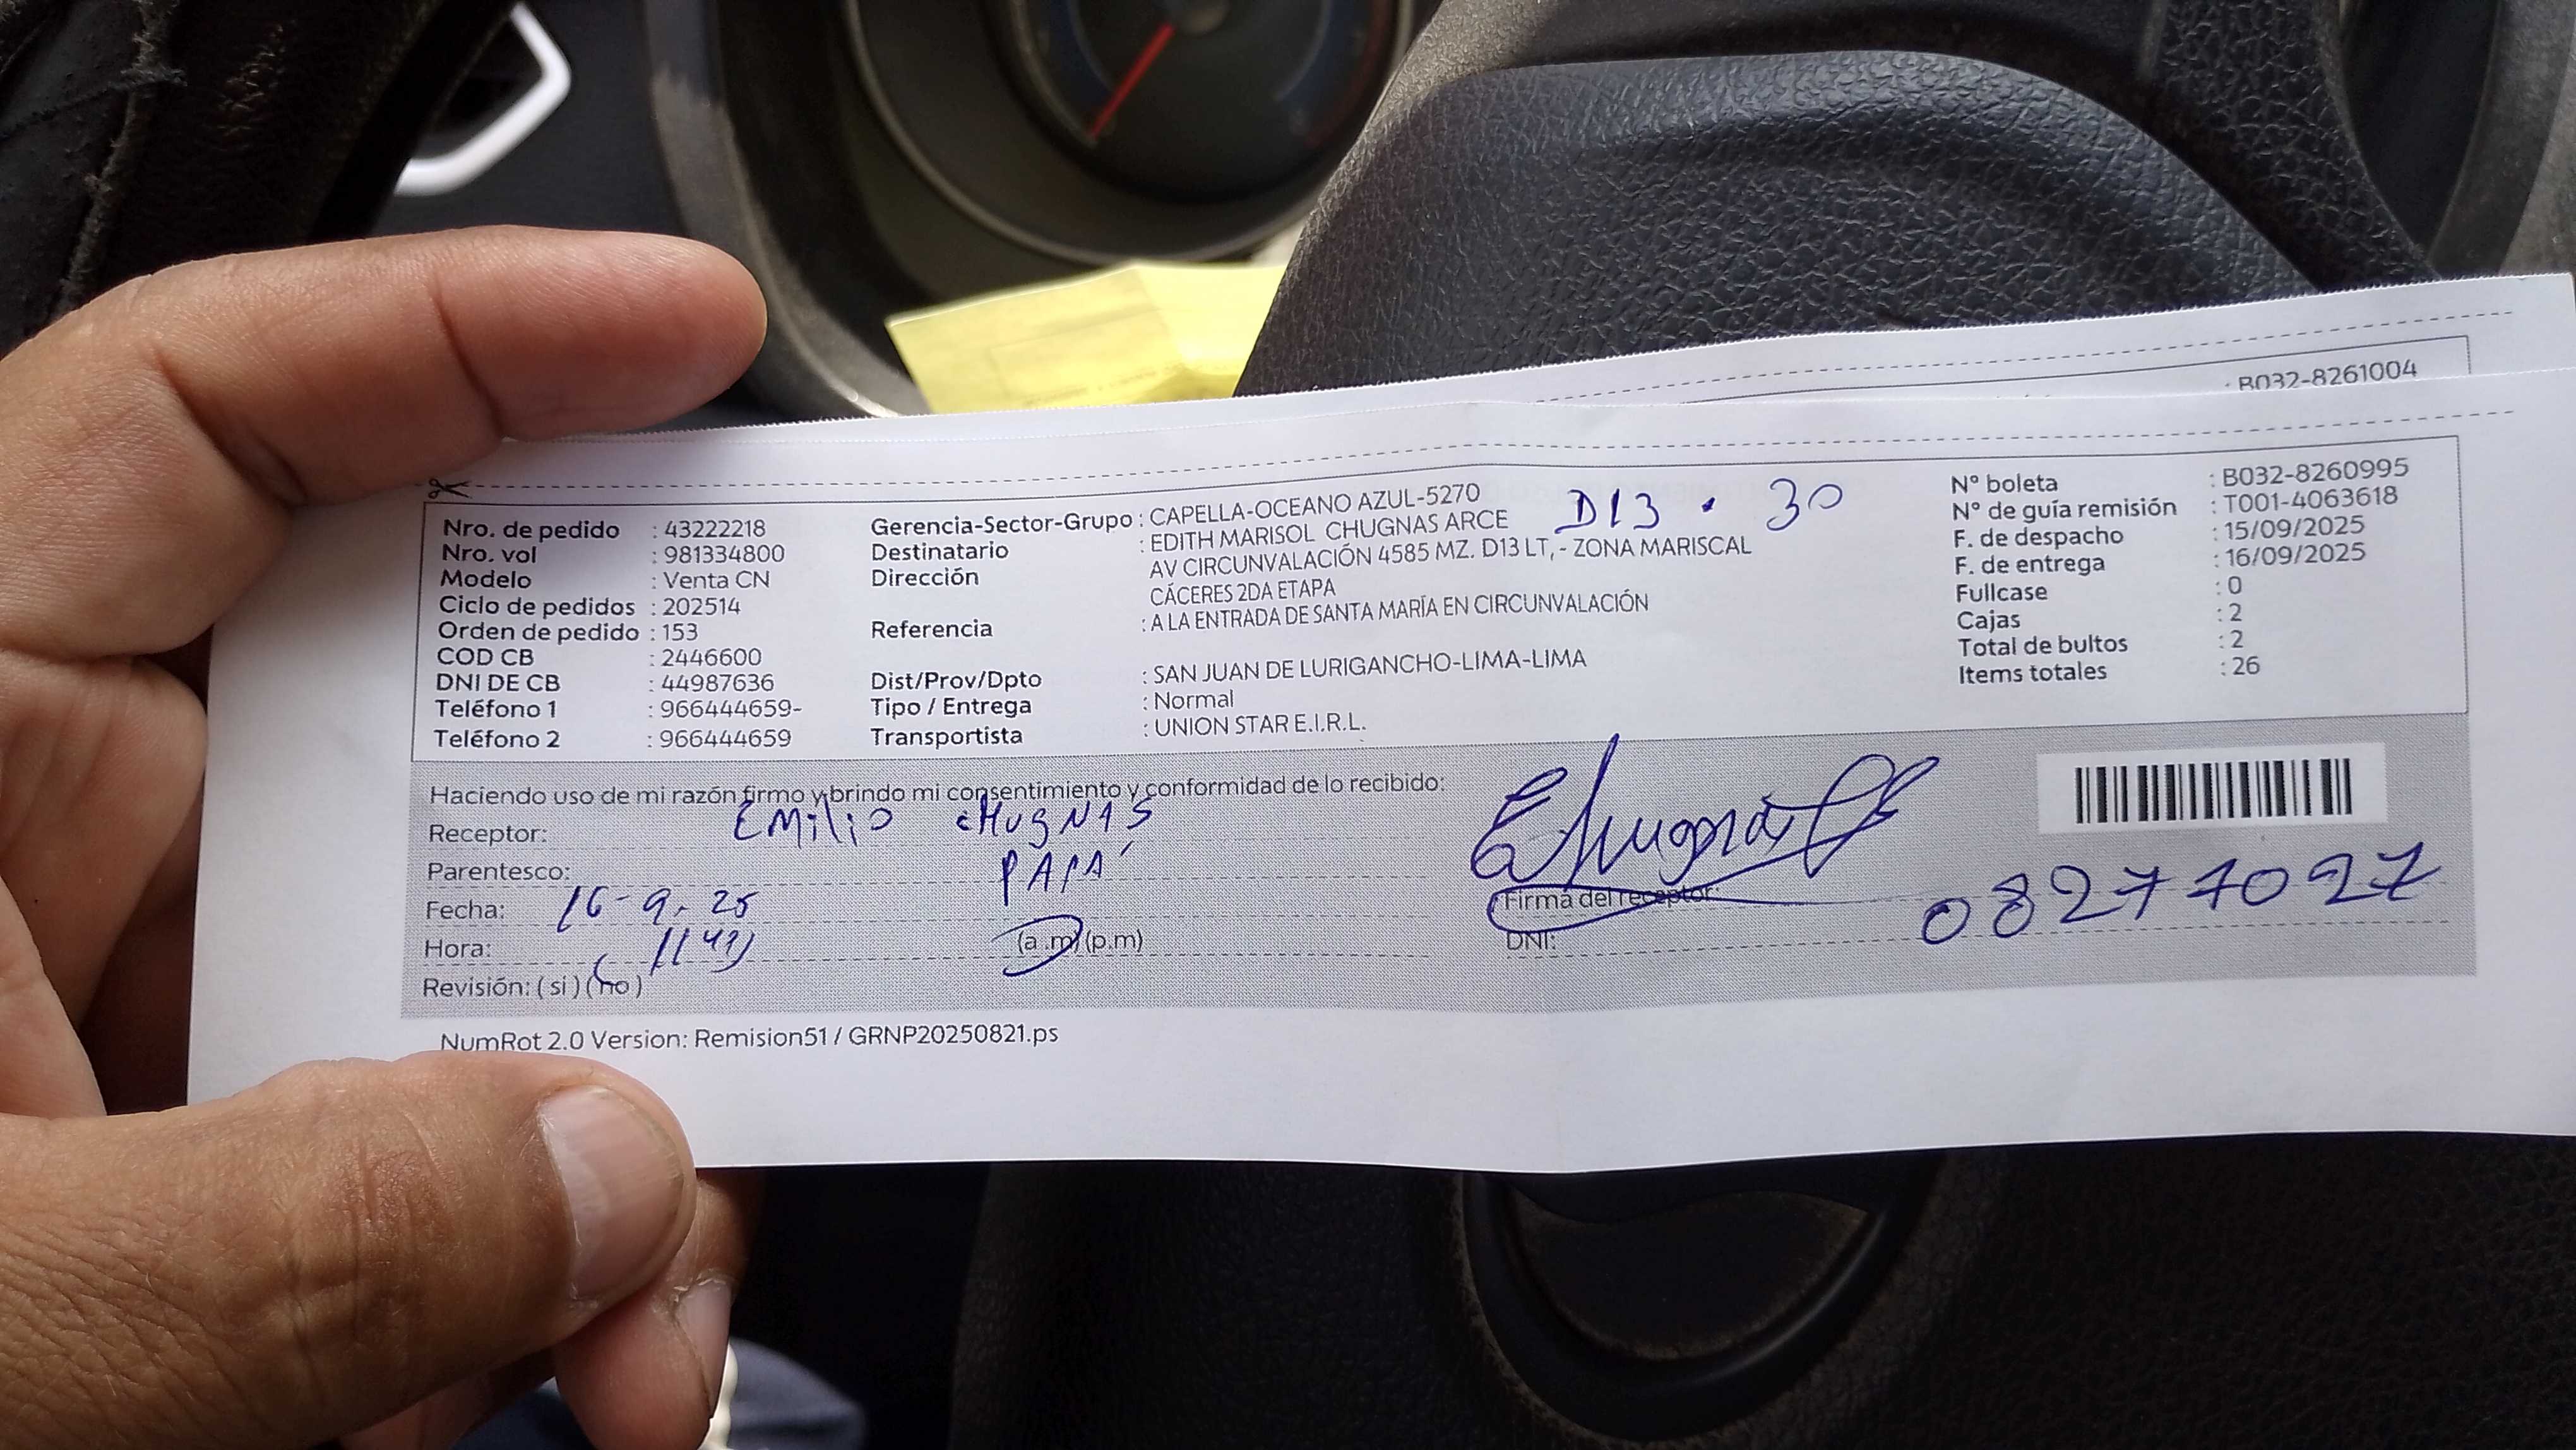 B032-8261004
D13 . 30
Nro. de pedido : 43222218
Nro. vol : 981334800
Modelo : Venta CN
Ciclo de pedidos : 202514
Orden de pedido : 153
COD CB : 2446600
DNI DE CB : 44987636
Teléfono 1 : 966444659-
Teléfono 2 : 966444659
Gerencia-Sector-Grupo : CAPELLA-OCEANO AZUL-5270
Destinatario : EDITH MARISOL CHUGNAS ARCE
Dirección AV CIRCUNVALACIÓN 4585 MZ. D13 LT, - ZONA MARISCAL
CÁCERES 2DA ETAPA
Referencia : A LA ENTRADA DE SANTA MARÍA EN CIRCUNVALACIÓN
Dist/Prov/Dpto : SAN JUAN DE LURIGANCHO-LIMA-LIMA
Tipo / Entrega : Normal
Transportista : UNION STAR E.I.R.L.
N° boleta : B032-8260995
N° de guía remisión : T001-4063618
F. de despacho : 15/09/2025
F. de entrega : 16/09/2025
Fullcase : 0
Cajas : 2
Total de bultos : 2
Items totales : 26
Haciendo uso de mi razón firmo y brindo mi consentimiento y conformidad de lo recibido:
Receptor: EMiliO CHUGNAS
Parentesco: PAPÁ
Fecha: 16-9-25
Hora: (a.m) (p.m)
Revisión: (si) (no)
Firma del receptor:
DNI: 08277027
NumRot 2.0 Version: Remision51 / GRNP20250821.ps